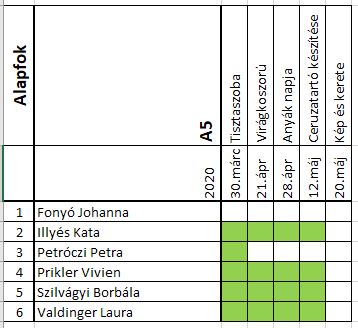 Alapfok
A5
2020
Tisztaszoba
Virágkoszorú
Anyák napja
Ceruzatartó készítése
Kép és kerete
30.márc
21.ápr
28.ápr
12.máj
20.máj
1 Fonyó Johanna
2 Illyés Kata
3 Petróczi Petra
4 Prikler Vivien
5 Szilvágyi Borbála
6 Valdinger Laura